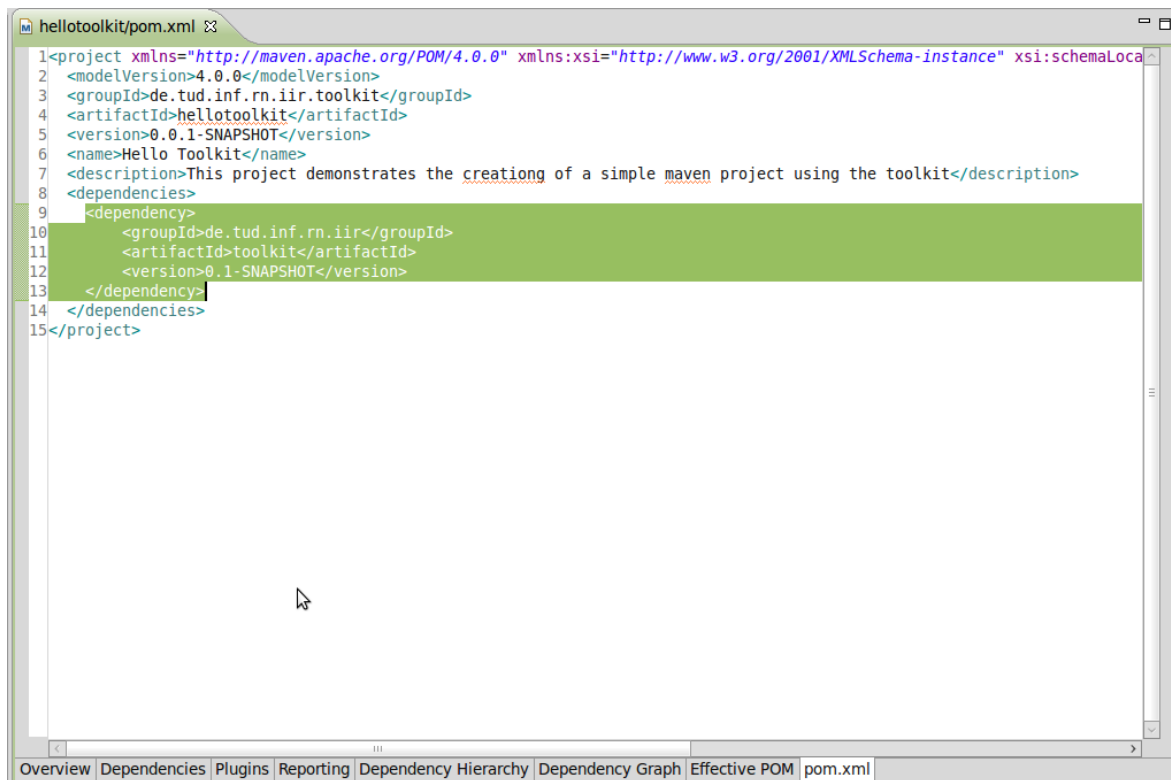 hellotoolkit/pom.xml
1<project xmlns="http://maven.apache.org/POM/4.0.0" xmlns:xsi="http://www.w3.org/2001/XMLSchema-instance" xsi:schemaLoca
2  <modelVersion>4.0.0</modelVersion>
3  <groupId>de.tud.inf.rn.iir.toolkit</groupId>
4  <artifactId>hellotoolkit</artifactId>
5  <version>0.0.1-SNAPSHOT</version>
6  <name>Hello Toolkit</name>
7  <description>This project demonstrates the creationg of a simple maven project using the toolkit</description>
8  <dependencies>
9    <dependency>
10        <groupId>de.tud.inf.rn.iir</groupId>
11        <artifactId>toolkit</artifactId>
12        <version>0.1-SNAPSHOT</version>
13    </dependency>
14  </dependencies>
15</project>
Overview Dependencies Plugins Reporting Dependency Hierarchy Dependency Graph Effective POM pom.xml